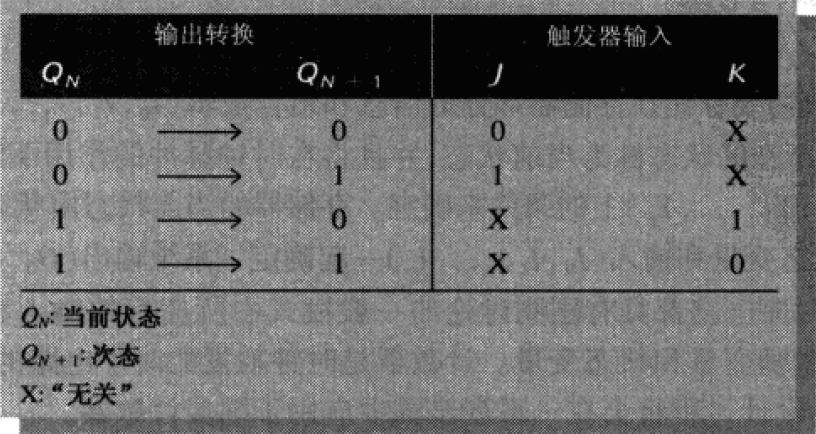 输出转换 触发器输入
Q_N Q_{N + 1} J K
0 → 0 0 X
0 → 1 1 X
1 → 0 X 1
1 → 1 X 0
Q_N: 当前状态
Q_{N + 1}: 次态
X: “无关”